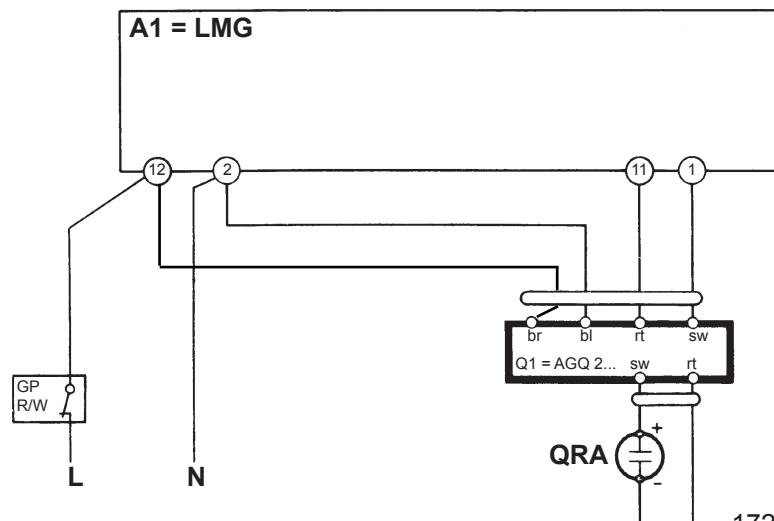 A1 = LMG
12 2 11 1
br bl rt sw
GP
R/W
Q1 = AGQ 2... sw rt
+
QRA
-
L N